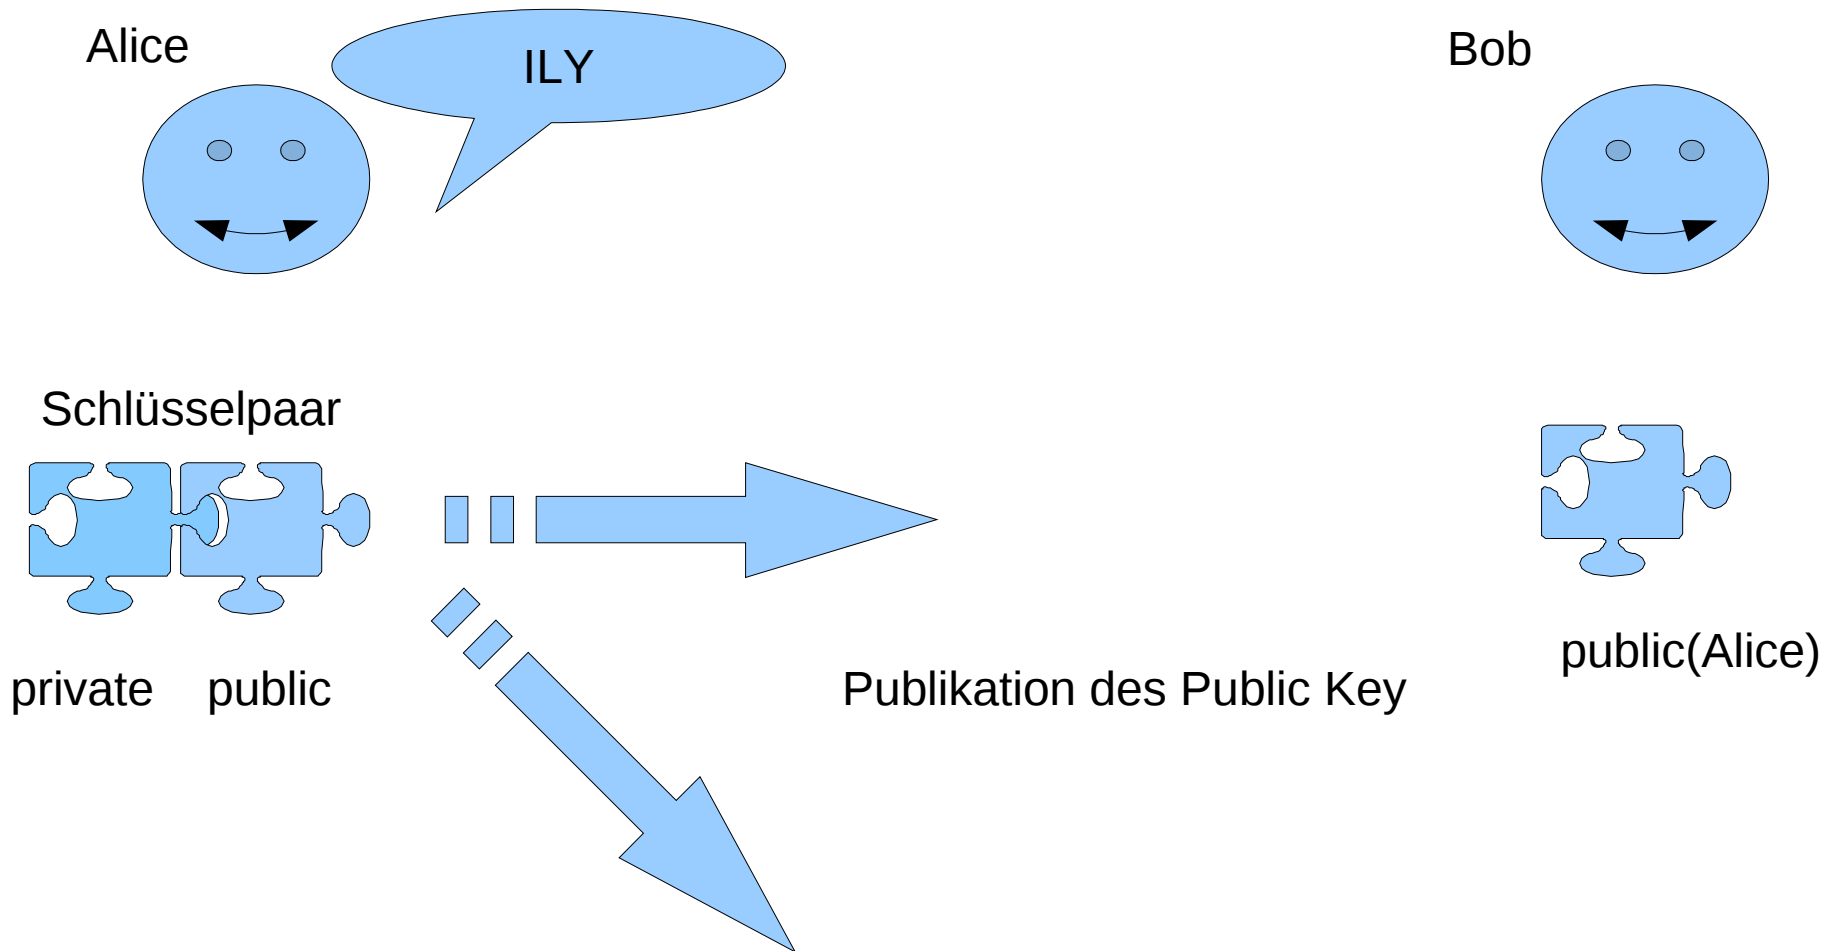 Alice
ILY
Bob
Schlüsselpaar
private
public
Publikation des Public Key
public(Alice)